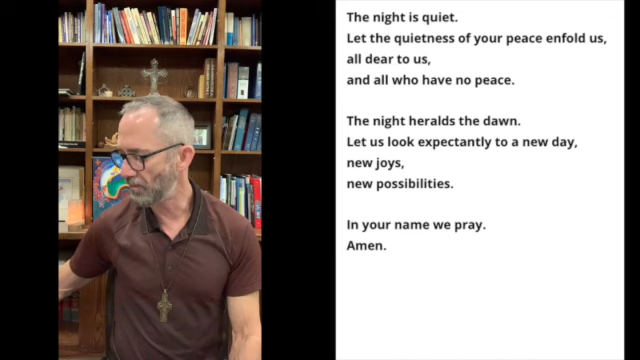 The night is quiet.
Let the quietness of your peace enfold us,
all dear to us,
and all who have no peace.
The night heralds the dawn.
Let us look expectantly to a new day,
new joys,
new possibilities.
In your name we pray.
Amen.